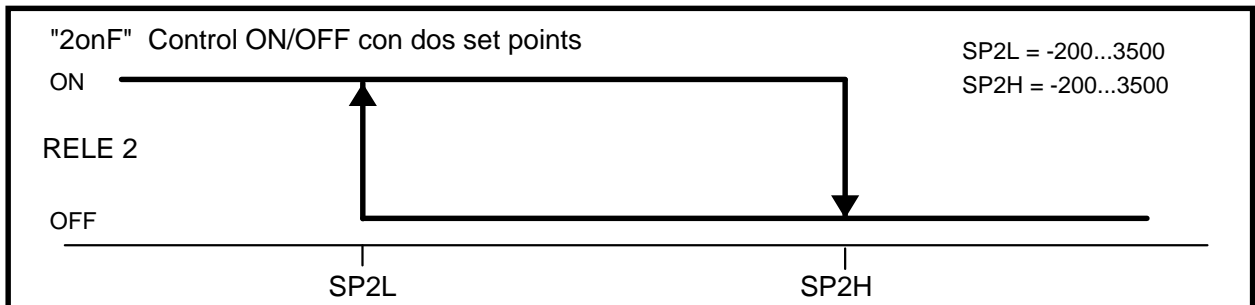 "2onF" Control ON/OFF con dos set points
SP2L = -200...3500
SP2H = -200...3500
ON
RELE 2
OFF
SP2L
SP2H